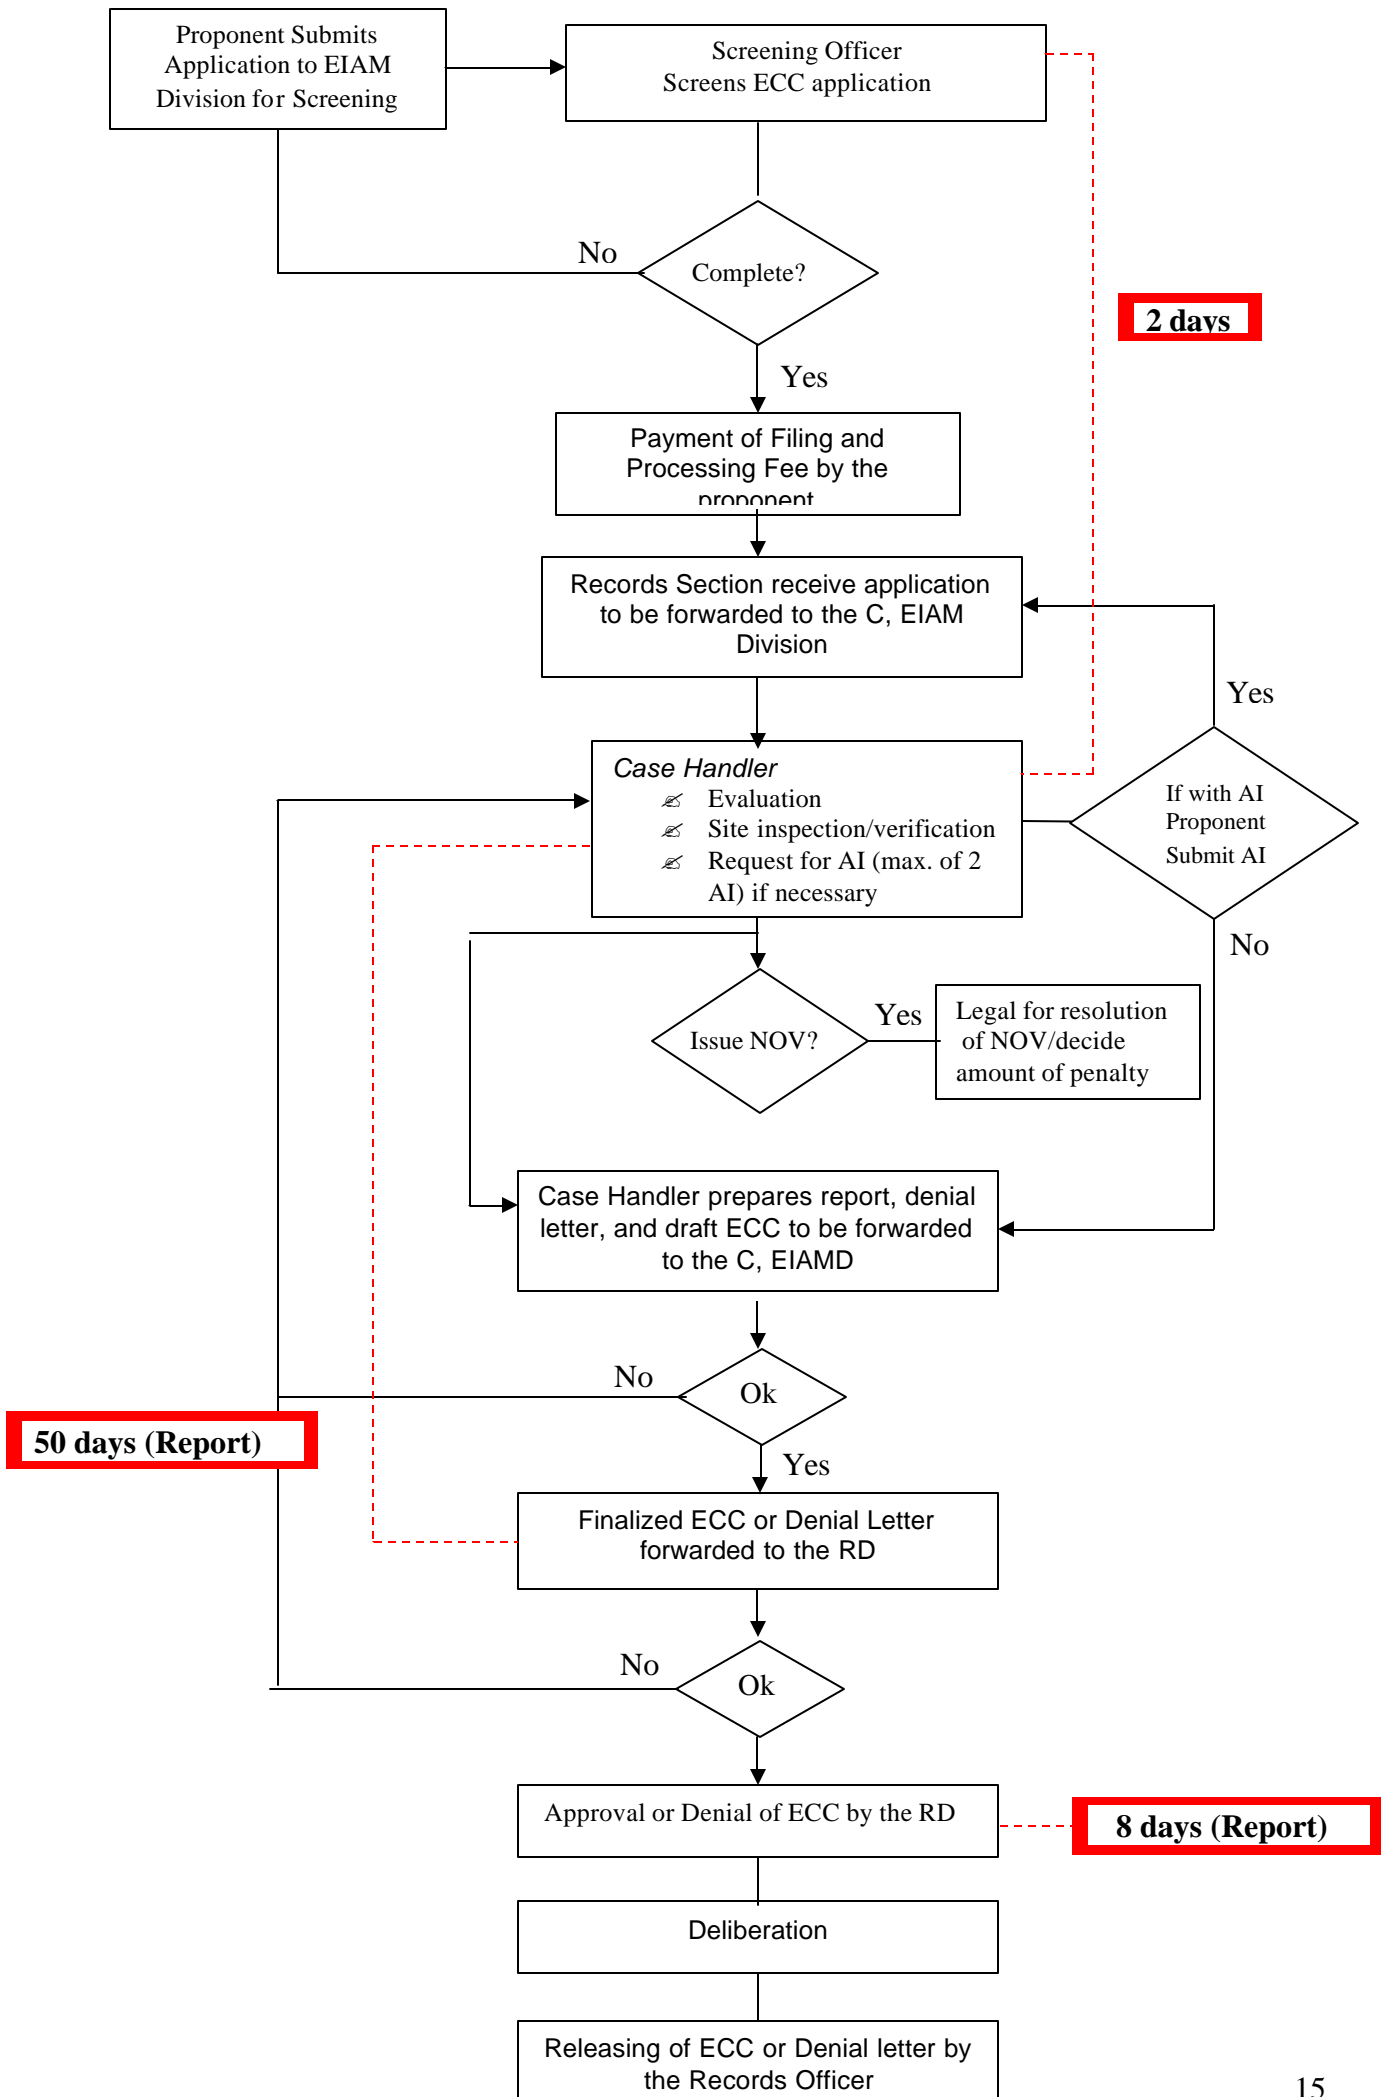 Proponent Submits
Application to EIAM
Division for Screening
Screening Officer
Screens ECC application
No
Complete?
2 days
Yes
Payment of Filing and
Processing Fee by the
proponent
Records Section receive application
to be forwarded to the C, EIAM
Division
Yes
Case Handler
Evaluation
Site inspection/verification
Request for AI (max. of 2
AI) if necessary
If with AI
Proponent
Submit AI
No
Issue NOV?
Yes
Legal for resolution
of NOV/decide
amount of penalty
Case Handler prepares report, denial
letter, and draft ECC to be forwarded
to the C, EIAMD
No
Ok
50 days (Report)
Yes
Finalized ECC or Denial Letter
forwarded to the RD
No
Ok
Approval or Denial of ECC by the RD
8 days (Report)
Deliberation
Releasing of ECC or Denial letter by
the Records Officer
15